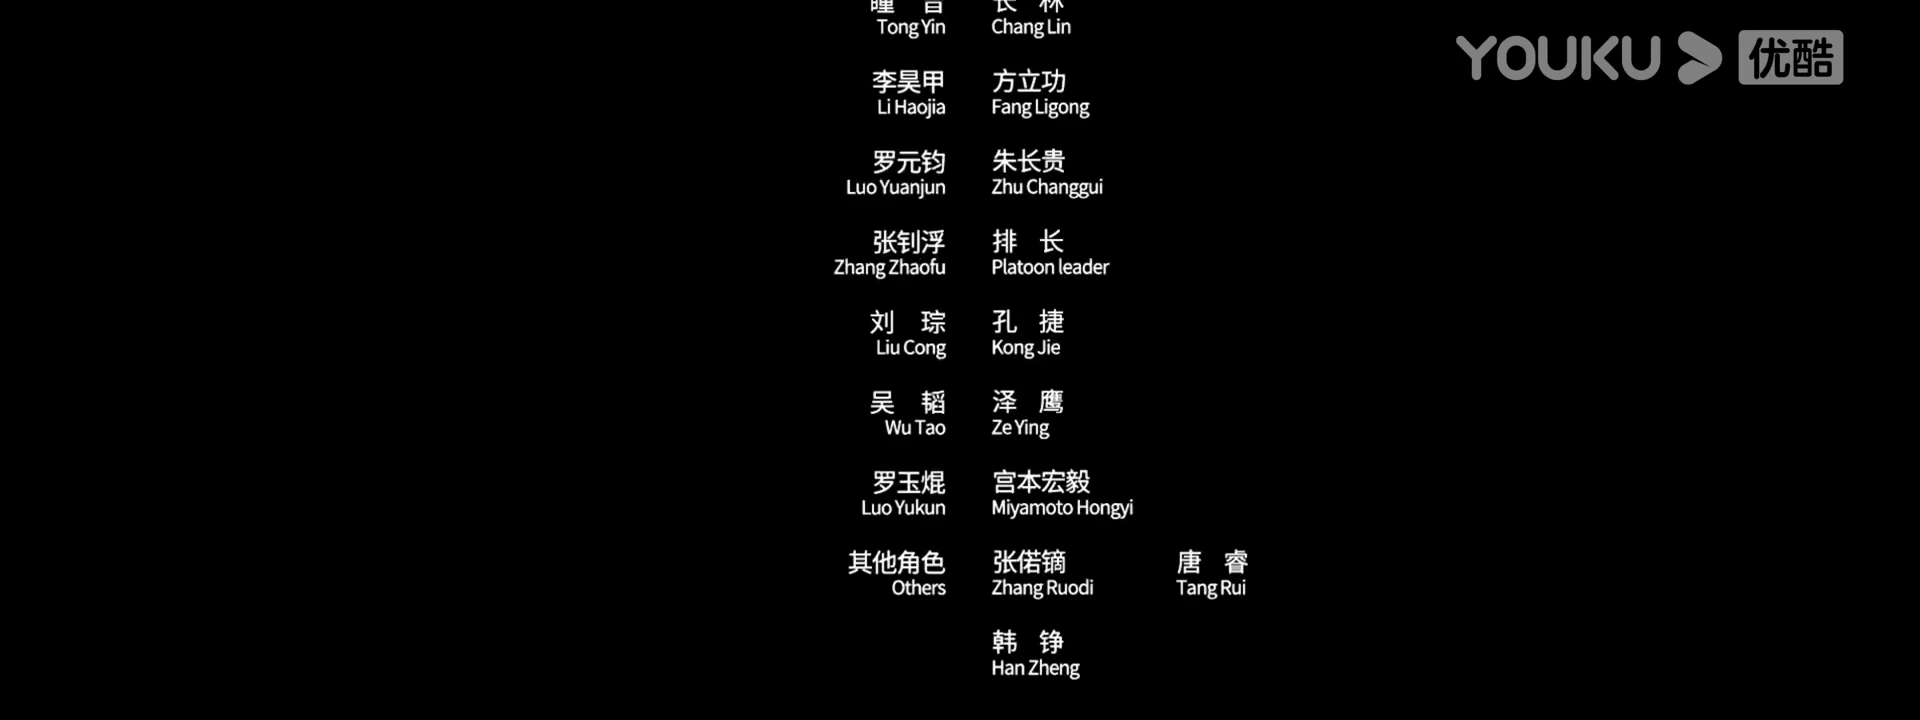 瞳 音 长 林
Tong Yin Chang Lin
YOUKU 优酷
李昊甲 方立功
Li Haojia Fang Ligong
罗元钧 朱长贵
Luo Yuanjun Zhu Changgui
张钊浮 排 长
Zhang Zhaofu Platoon leader
刘 琮 孔 捷
Liu Cong Kong Jie
吴 韬 泽 鹰
Wu Tao Ze Ying
罗玉焜 宫本宏毅
Luo Yukun Miyamoto Hongyi
其他角色 张偌镝 唐 睿
Others Zhang Ruodi Tang Rui
韩 铮
Han Zheng